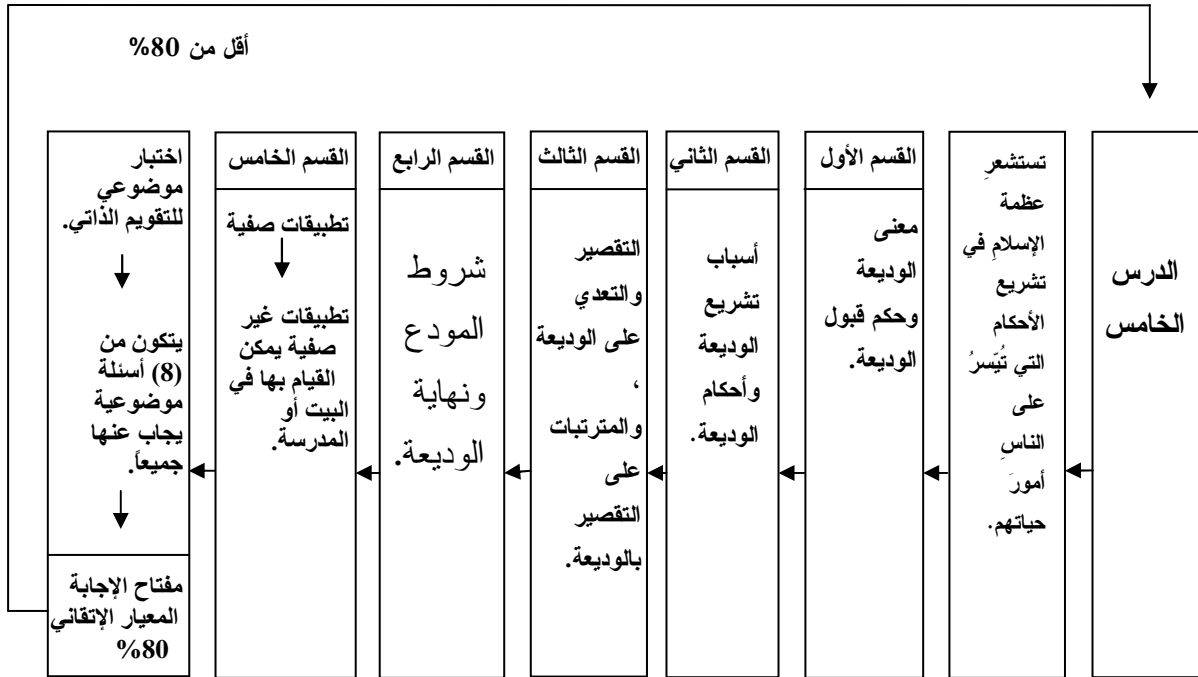 أقل من 80%
الدرس
الخامس
تستشعرِ
عظمة
الإسلامِ في
تشريع
الأحكام
التي تُيَسرُ
على
الناسِ
أمورَ
حياتهم.
القسم الأول
معنى
الوديعة
وحكم قبول
الوديعة.
القسم الثاني
أسباب
تشريع
الوديعة
وأحكام
الوديعة.
القسم الثالث
التقصير
والتعدي
على الوديعة
،
والمترتبات
على
التقصير
بالوديعة.
القسم الرابع
شروط
المودع
ونهاية
الوديعة.
القسم الخامس
تطبيقات صفية
تطبيقات غير
صفية يمكن
القيام بها في
البيت أو
المدرسة.
اختبار
موضوعي
للتقويم الذاتي.
يتكون من
(8) أسئلة
موضوعية
يجاب عنها
جميعاً.
مفتاح الإجابة
المعيار الإتقاني
80%